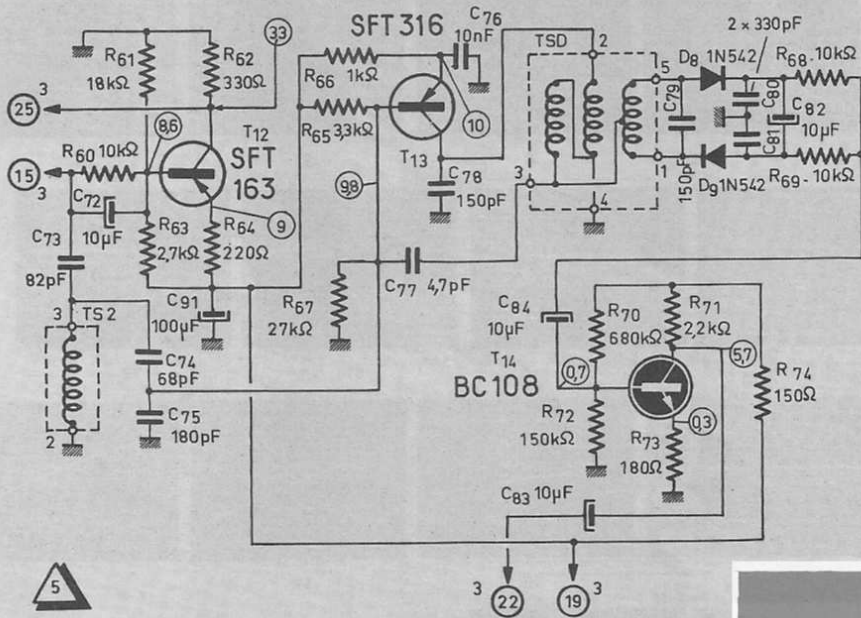 SFT 316
C76
10nF
2 × 330pF
R61
18kΩ
R62
330Ω
3,3
R66
1kΩ
TSD
2
5
D8 1N542
R68 10kΩ
3
25
R65 3,3kΩ
10
C79
C80
C82
10µF
8,6
T12
T13
C81
R60 10kΩ
SFT
163
3
15
9,8
C78
150pF
3
1
150pF
D9 1N542
R69 10kΩ
4
C72
10µF
9
C73
R63
2,7kΩ
R64
220Ω
82pF
C77 4,7pF
R67
27kΩ
C91
100µF
C84
10µF
R70
680kΩ
R71
2,2kΩ
3
TS2
T14
BC108
0,7
5,7
R74
150Ω
C74
68pF
C75
180pF
R72
150kΩ
0,3
R73
180Ω
2
C83 10µF
5
3
22
3
19